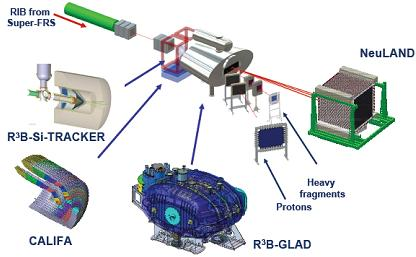 RIB from
Super-FRS
NeuLAND
R³B-Si-TRACKER
Heavy
fragments
Protons
CALIFA
R³B-GLAD